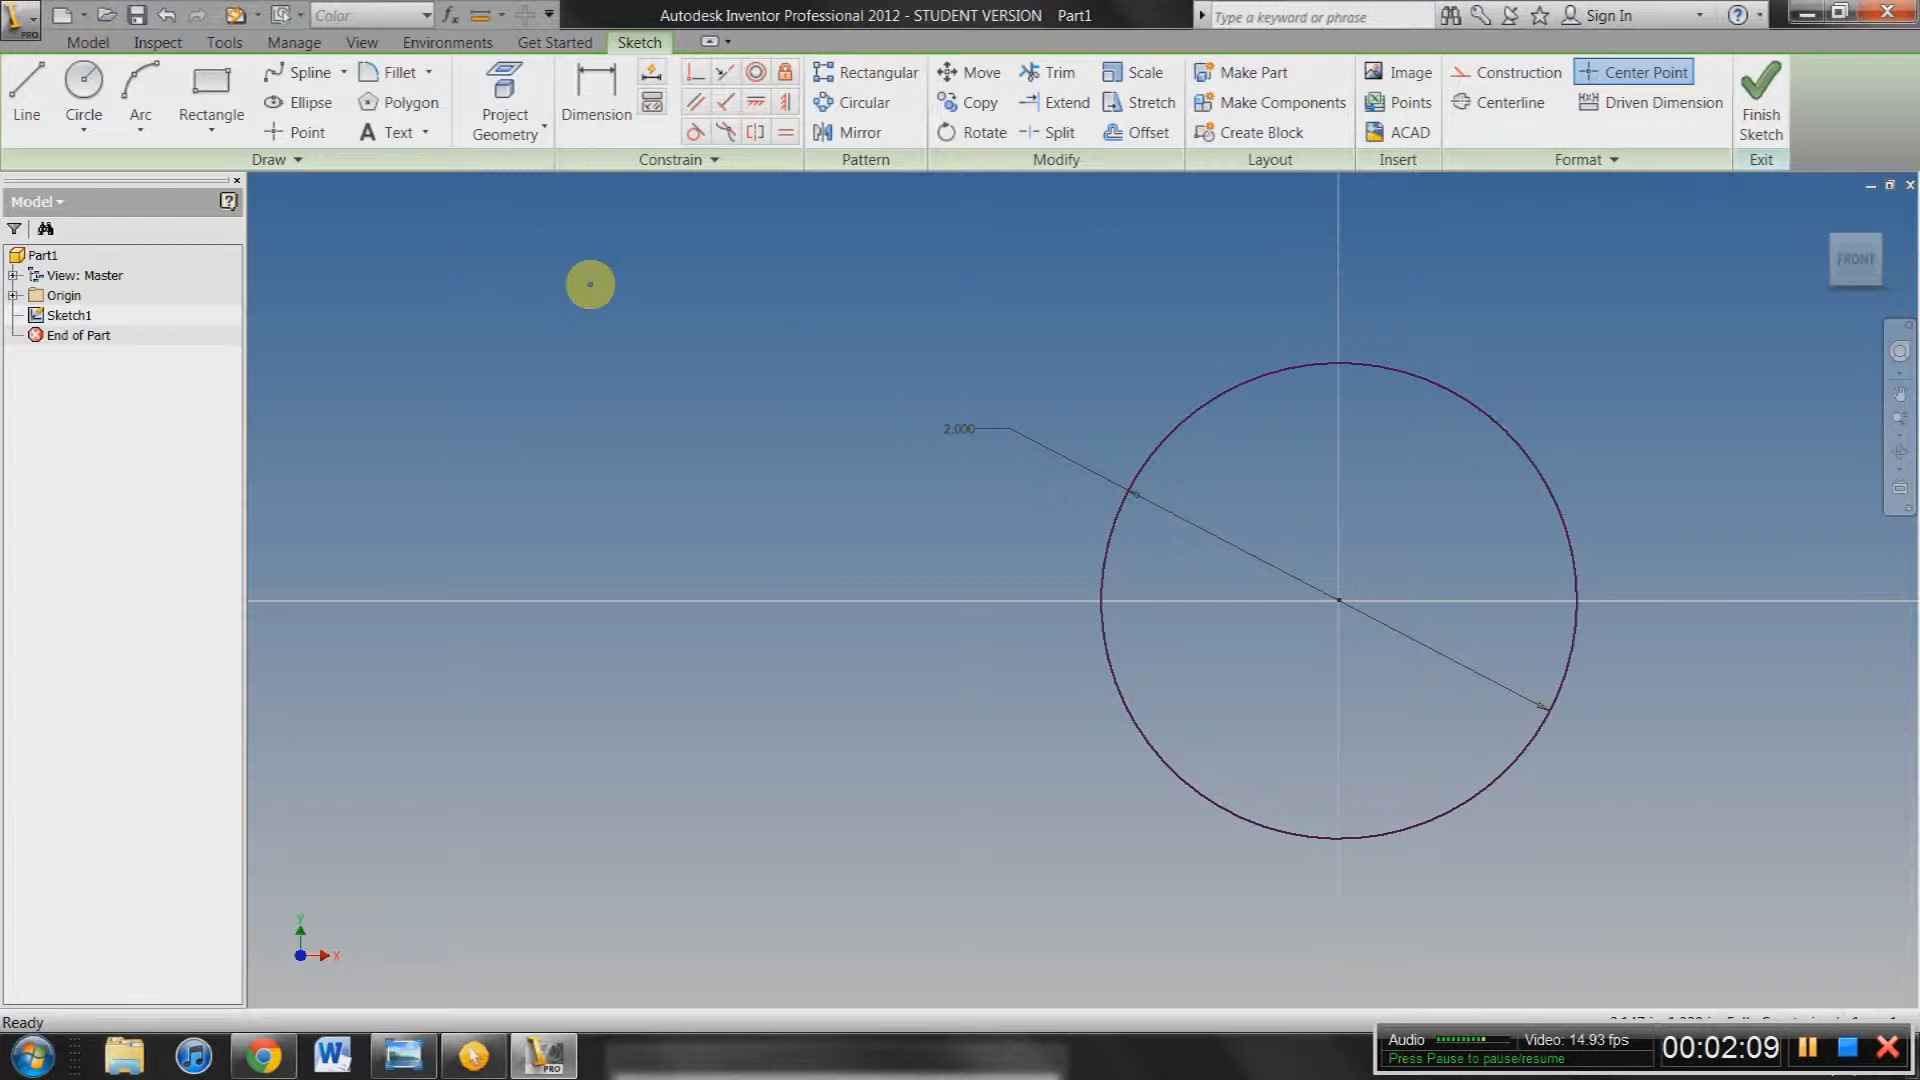 Color
Autodesk Inventor Professional 2012 - STUDENT VERSION Part1
Type a keyword or phrase
Sign In
PRO
Model Inspect Tools Manage View Environments Get Started Sketch
Line Circle Arc Rectangle
Spline Fillet
Ellipse Polygon
Point Text
Project Geometry
Dimension
Rectangular
Circular
Mirror
Move Trim Scale
Copy Extend Stretch
Rotate Split Offset
Make Part
Make Components
Create Block
Image
Points
ACAD
Construction Center Point
Centerline Driven Dimension
Finish Sketch
Draw Constrain Pattern Modify Layout Insert Format Exit
Model
Part1
View: Master
Origin
Sketch1
End of Part
FRONT
2,000
Y
X
Ready
PRO
Audio Video: 14.93 fps
Press Pause to pause/resume
00:02:09